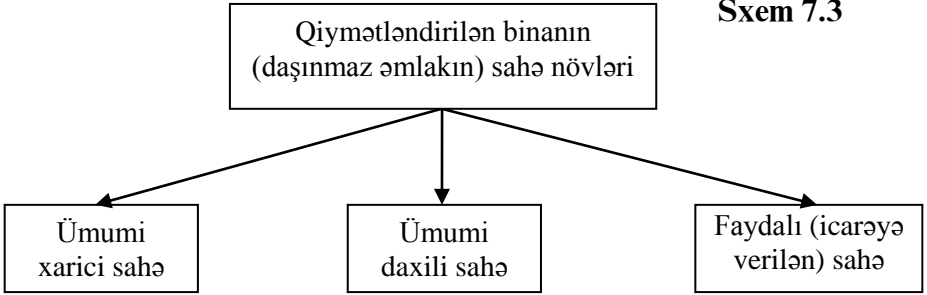 Sxem 7.3
Qiymətləndirilən binanın
(daşınmaz əmlakın) sahə növləri
Ümumi
xarici sahə
Ümumi
daxili sahə
Faydalı (icarəyə
verilən) sahə